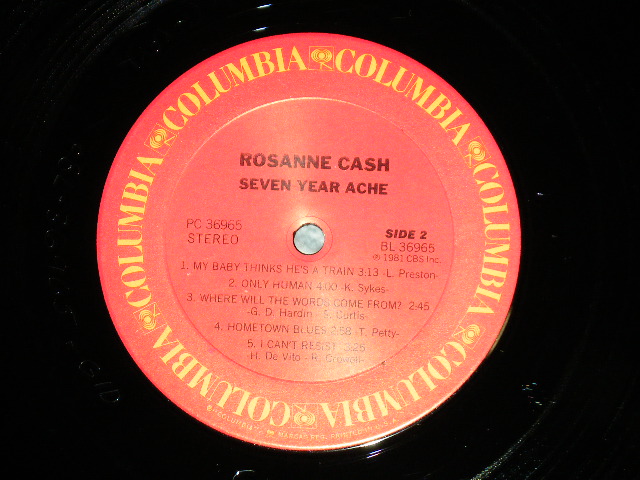 COLUMBIA COLUMBIA COLUMBIA COLUMBIA COLUMBIA COLUMBIA
ROSANNE CASH
SEVEN YEAR ACHE
PC 36965
STEREO
SIDE 2
BL 36965
℗ 1981 CBS Inc.
1. MY BABY THINKS HE'S A TRAIN 3:13 -L. Preston-
2. ONLY HUMAN 4:00 -K. Sykes-
3. WHERE WILL THE WORDS COME FROM? 2:45
-G. D. Hardin - S. Curtis-
4. HOMETOWN BLUES 2:58 -T. Petty-
5. I CAN'T RESIST 3:25
-H. De Vito - R. Crowell-